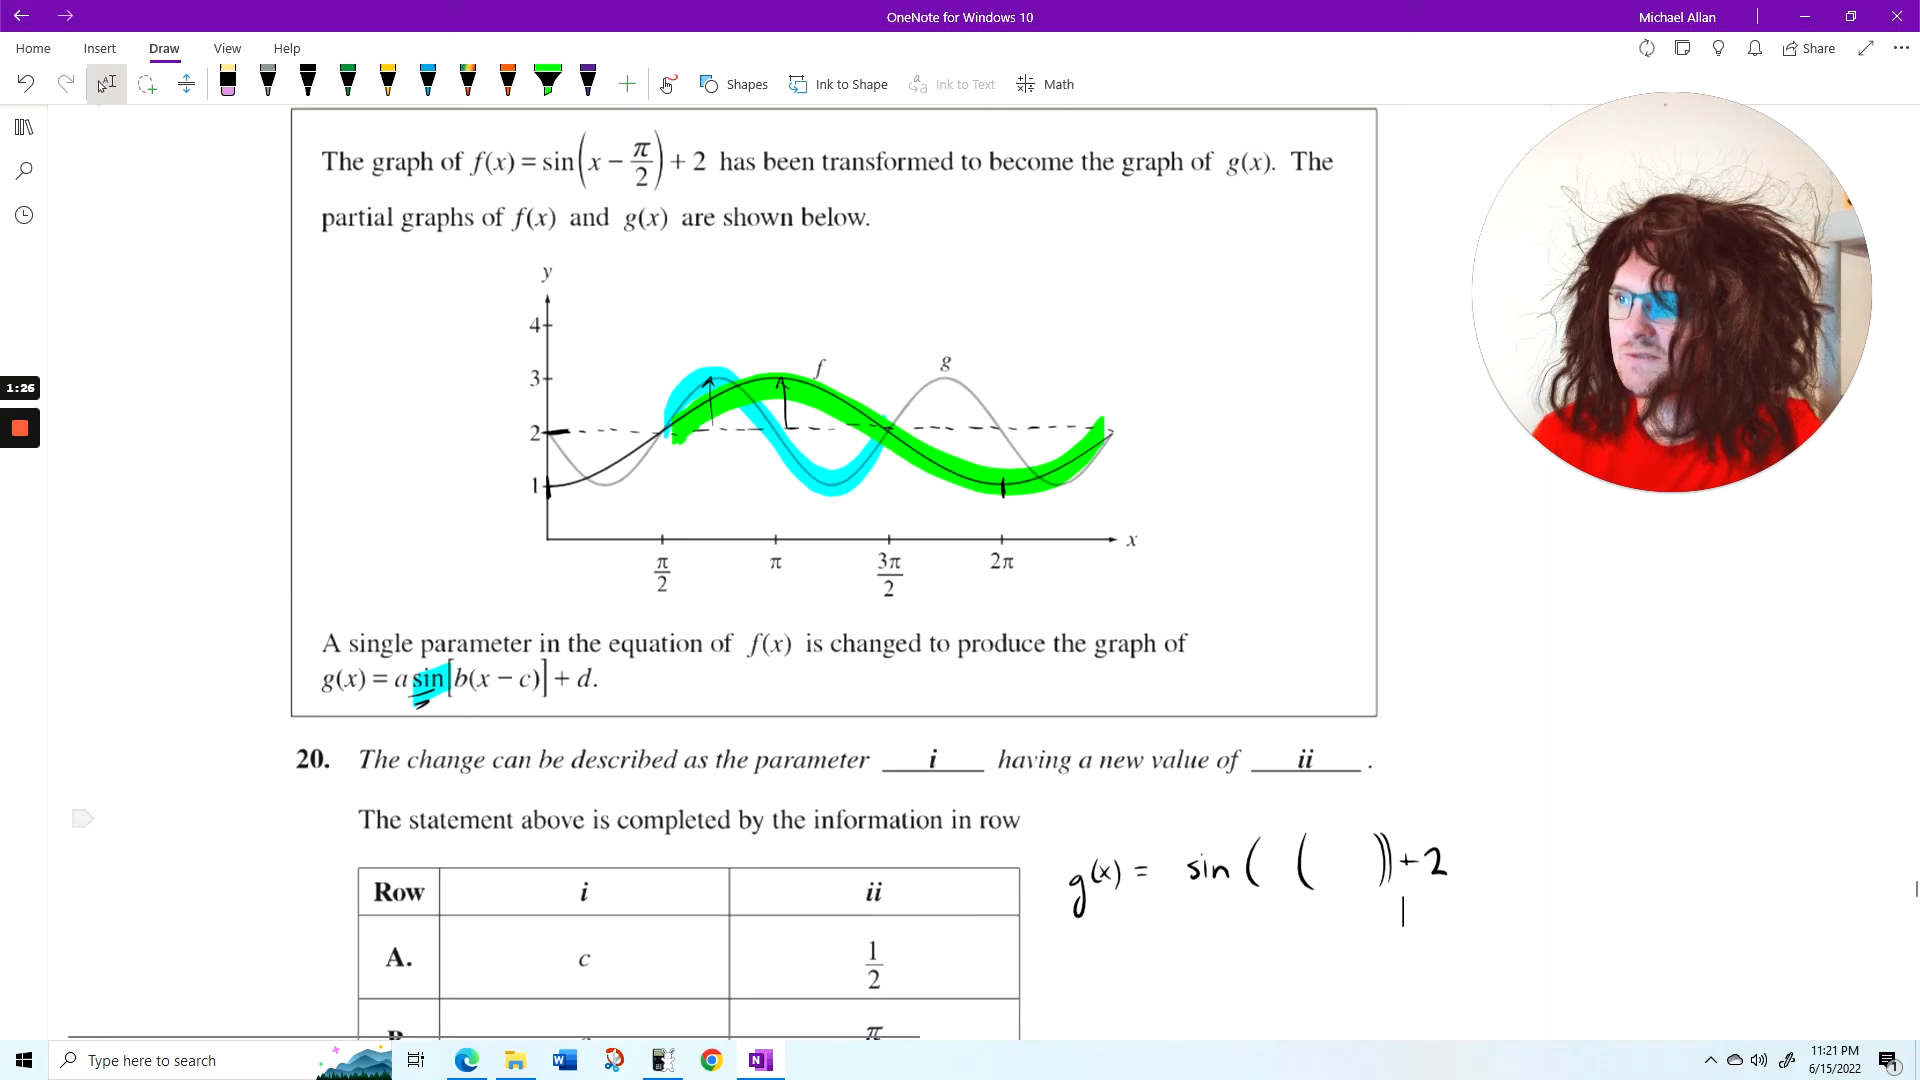 OneNote for Windows 10
Michael Allan
Home Insert Draw View Help
Share
Shapes
Ink to Shape
Ink to Text
Math
The graph of f(x) = sin(x − π/2) + 2 has been transformed to become the graph of g(x). The
partial graphs of f(x) and g(x) are shown below.
y
4
3
2
1
f
g
x
π/2 π 3π/2 2π
A single parameter in the equation of f(x) is changed to produce the graph of
g(x) = a sin[b(x − c)] + d.
1:26
20. The change can be described as the parameter i having a new value of ii .
The statement above is completed by the information in row
Row i ii
A. c 1/2
π
g(x) = sin( ( ))+2
Type here to search
11:21 PM
6/15/2022
1